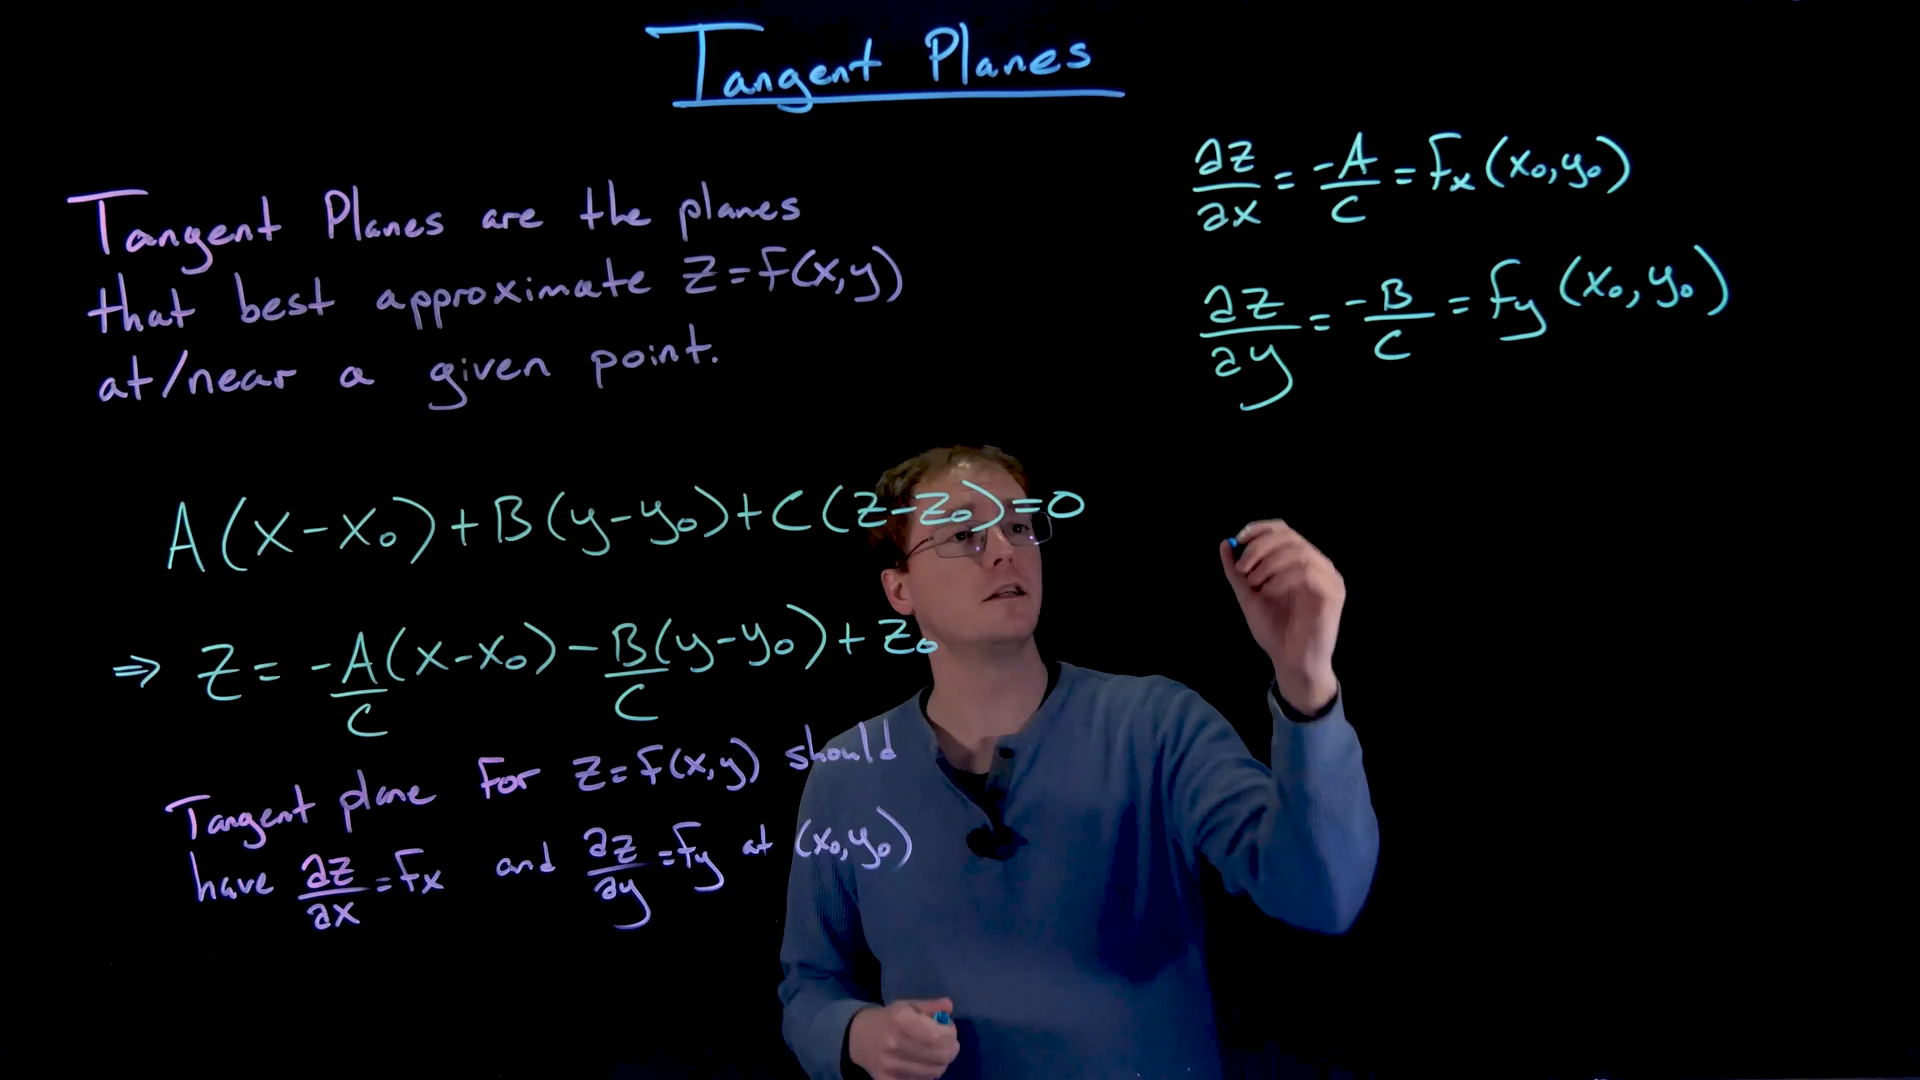 Tangent Planes
Tangent Planes are the planes
that best approximate z=f(x,y)
at/near a given point.
A(x-x₀)+B(y-y₀)+C(z-z₀)=0
⇒ z= -A/C(x-x₀)-B/C(y-y₀)+z₀
Tangent plane for z=f(x,y) should
have ∂z/∂x=fx and ∂z/∂y=fy at (x₀,y₀)
∂z/∂x = -A/C = fx(x₀,y₀)
∂z/∂y = -B/C = fy(x₀,y₀)